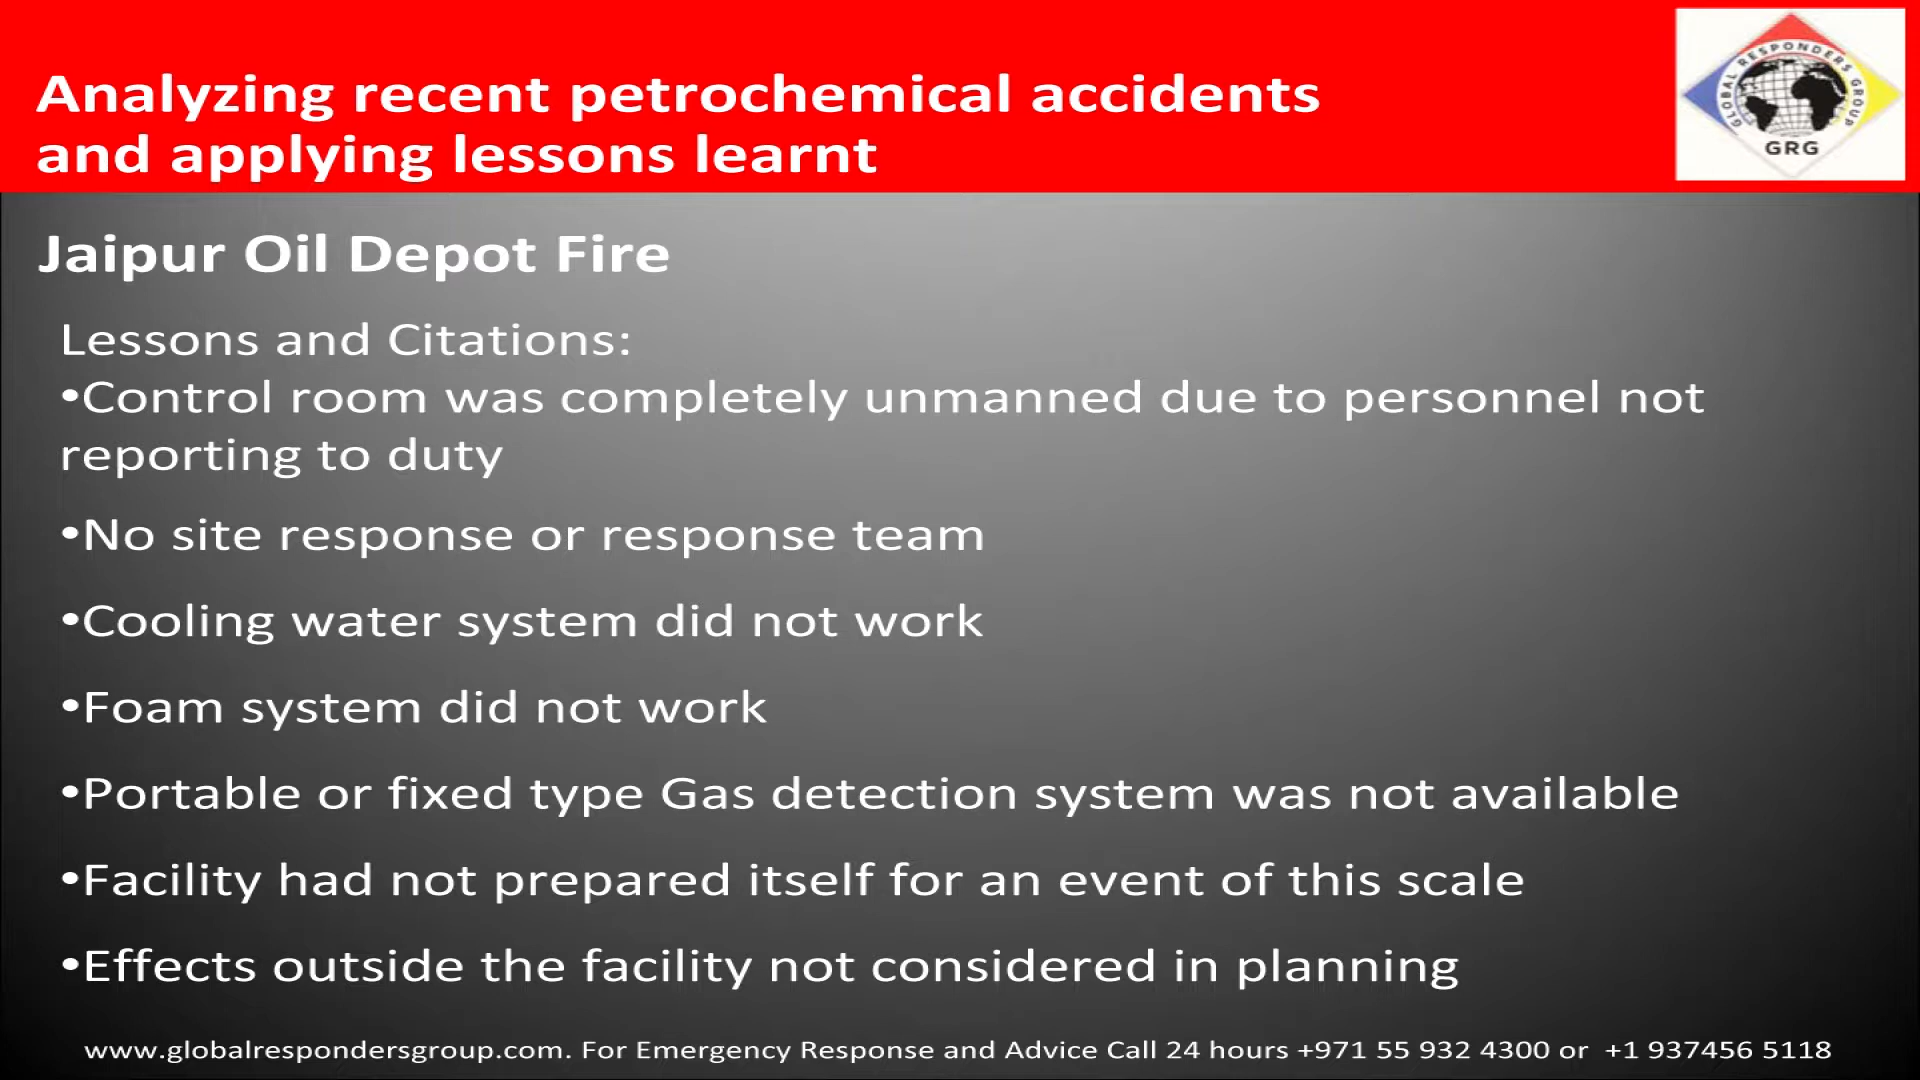 Analyzing recent petrochemical accidents
and applying lessons learnt
GLOBAL RESPONDERS GROUP
GRG
Jaipur Oil Depot Fire
Lessons and Citations:
•Control room was completely unmanned due to personnel not
reporting to duty
•No site response or response team
•Cooling water system did not work
•Foam system did not work
•Portable or fixed type Gas detection system was not available
•Facility had not prepared itself for an event of this scale
•Effects outside the facility not considered in planning
www.globalrespondersgroup.com. For Emergency Response and Advice Call 24 hours +971 55 932 4300 or +1 937456 5118